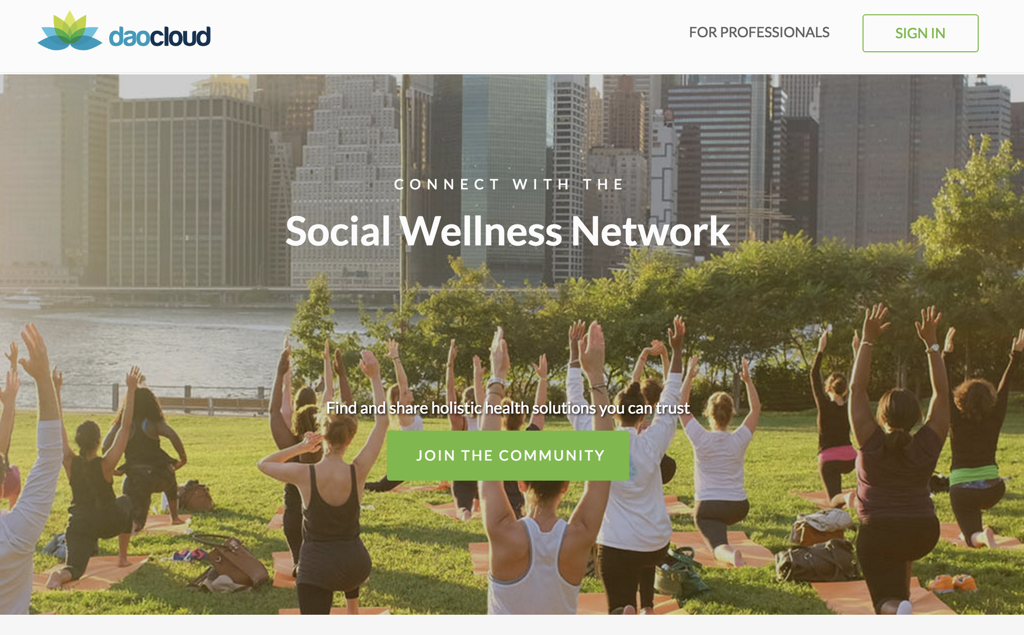 daocloud
FOR PROFESSIONALS
SIGN IN
CONNECT WITH THE
Social Wellness Network
Find and share holistic health solutions you can trust
JOIN THE COMMUNITY